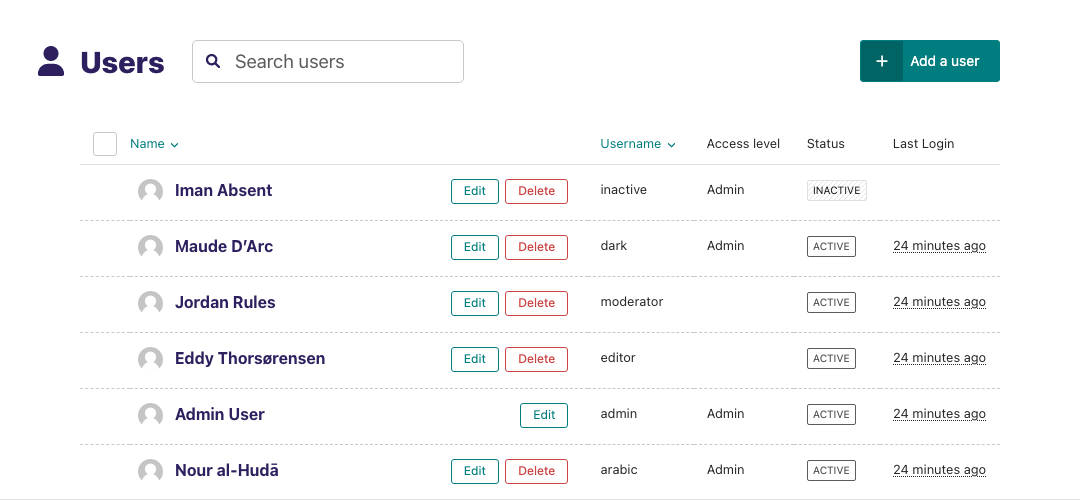 Users Search users + Add a user
Name Username Access level Status Last Login
Iman Absent Edit Delete inactive Admin INACTIVE
Maude D’Arc Edit Delete dark Admin ACTIVE 24 minutes ago
Jordan Rules Edit Delete moderator ACTIVE 24 minutes ago
Eddy Thorsørensen Edit Delete editor ACTIVE 24 minutes ago
Admin User Edit admin Admin ACTIVE 24 minutes ago
Nour al-Hudā Edit Delete arabic Admin ACTIVE 24 minutes ago